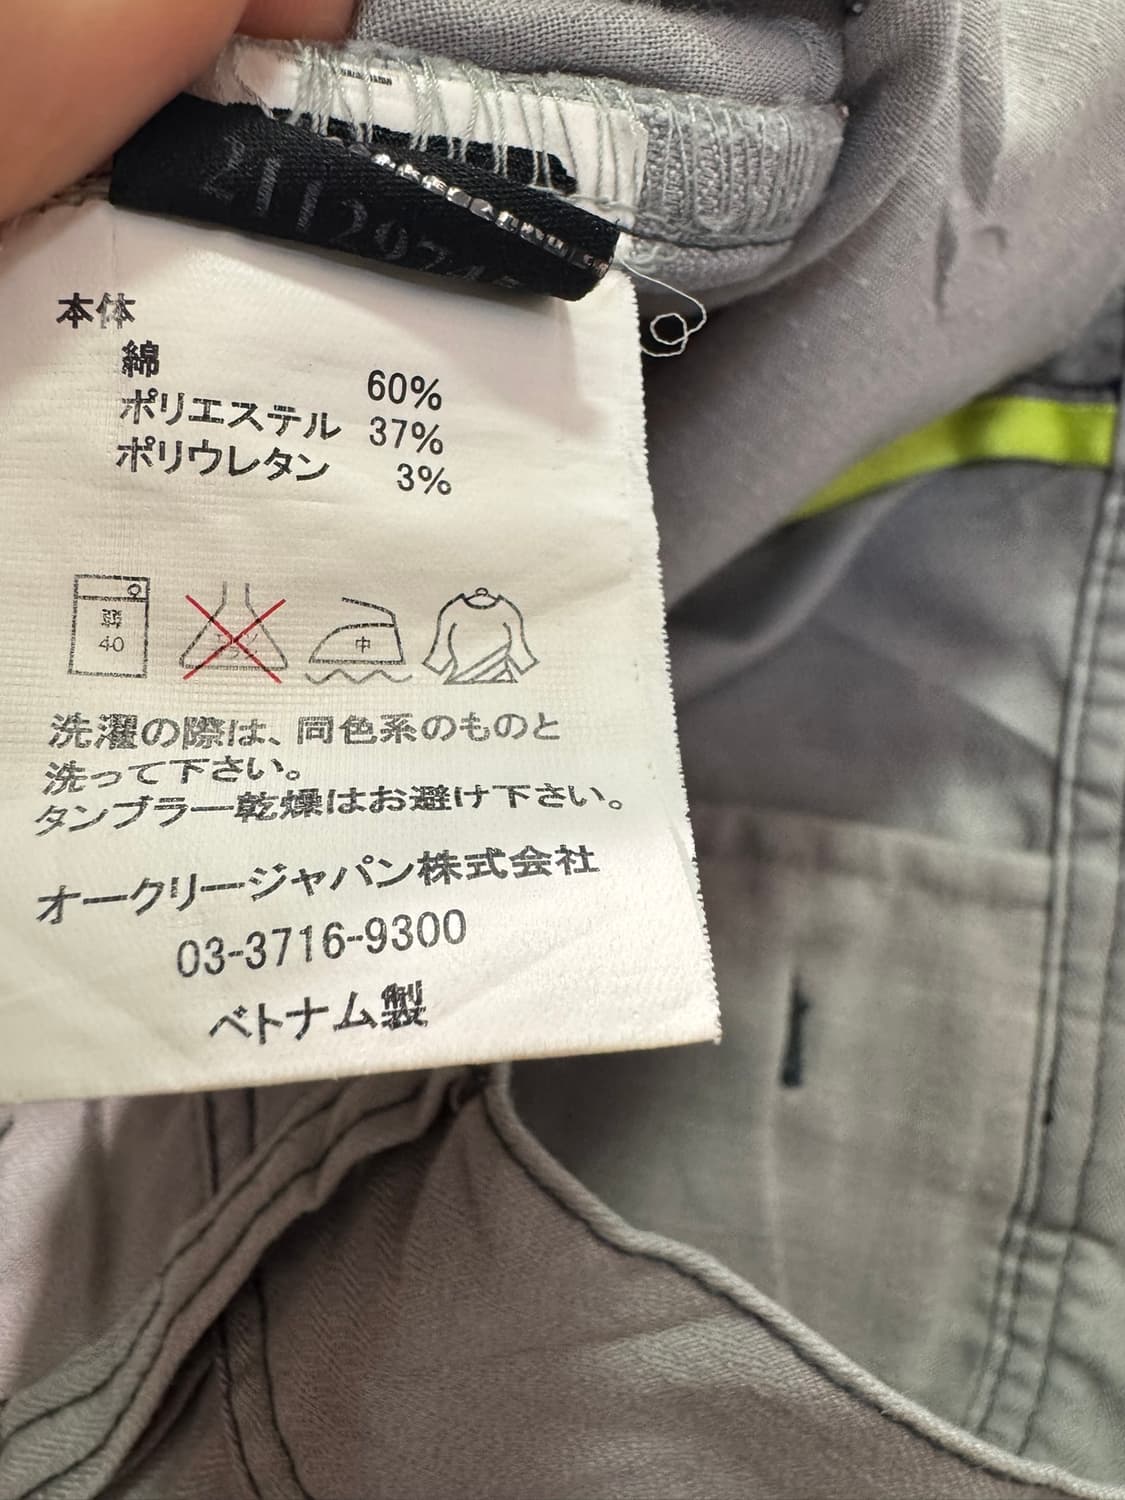 本体
綿 60%
ポリエステル 37%
ポリウレタン 3%
弱
40
中
洗濯の際は、同色系のものと
洗って下さい。
タンブラー乾燥はお避け下さい。
オークリージャパン株式会社
03-3716-9300
ベトナム製